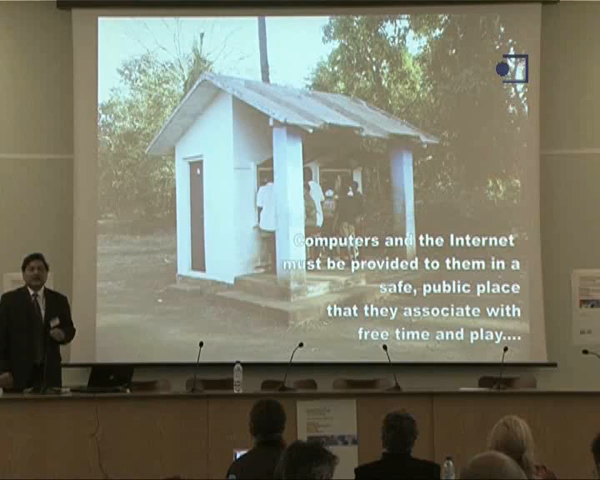 Computers and the Internet
must be provided to them in a
safe, public place
that they associate with
free time and play....